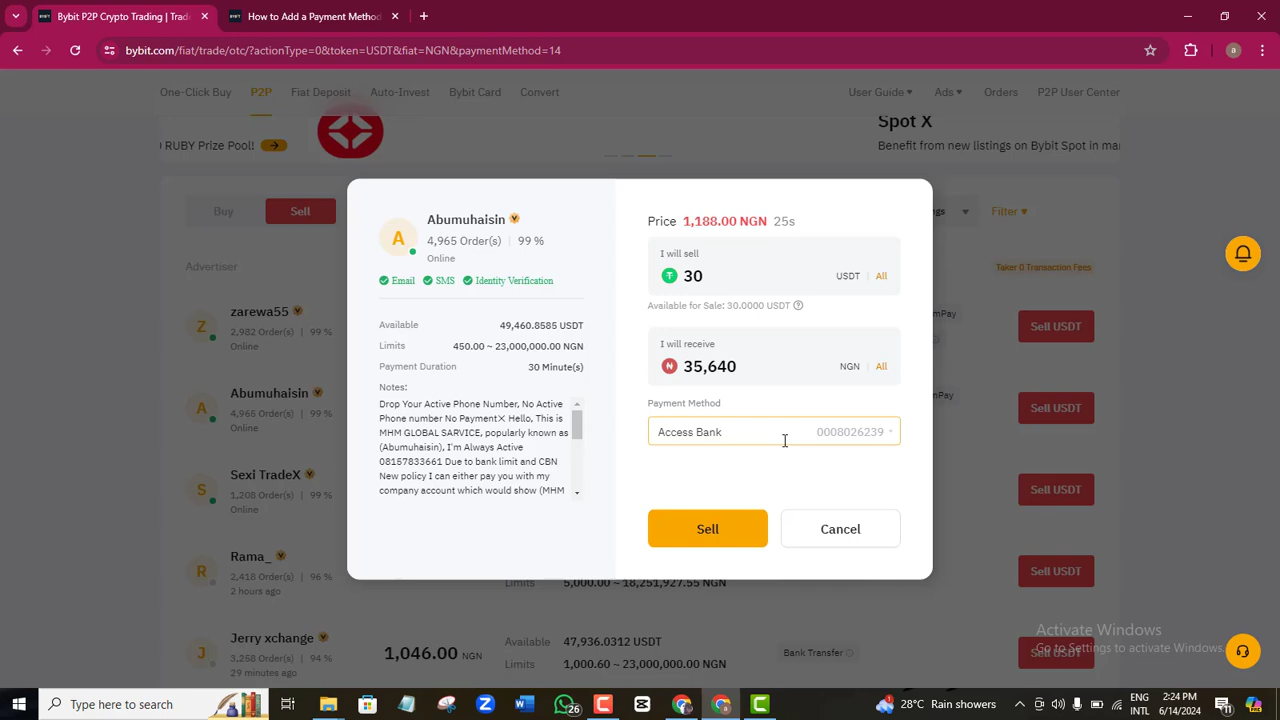 Bybit P2P Crypto Trading | Trade
How to Add a Payment Method
bybit.com/fiat/trade/otc/?actionType=0&token=USDT&fiat=NGN&paymentMethod=14
a
One-Click Buy
P2P
Fiat Deposit
Auto-Invest
Bybit Card
Convert
User Guide
Ads
Orders
P2P User Center
RUBY Prize Pool!
Spot X
Benefit from new listings on Bybit Spot in
Buy
Sell
Filter
Advertiser
Taker 0 Transaction Fees
Z
zarewa55
2,982 Order(s) | 99 %
Online
Sell USDT
A
Abumuhaisin
4,965 Order(s) | 99 %
Online
Sell USDT
S
Sexi TradeX
1,208 Order(s) | 99 %
Online
Sell USDT
R
Rama_
2,418 Order(s) | 96 %
2 hours ago
Limits 5,000.00 ~ 18,251,927.55 NGN
Sell USDT
J
Jerry xchange
3,258 Order(s) | 94 %
29 minutes ago
1,046.00 NGN
Available 47,936.0312 USDT
Limits 1,000.60 ~ 23,000,000.00 NGN
Bank Transfer
Sell USDT
A
Abumuhaisin
4,965 Order(s) | 99 %
Online
Email SMS Identity Verification
Available 49,460.8585 USDT
Limits 450.00 ~ 23,000,000.00 NGN
Payment Duration 30 Minute(s)
Notes:
Drop Your Active Phone Number, No Active
Phone number No Payment✕ Hello, This is
MHM GLOBAL SARVICE, popularly known as
(Abumuhaisin), I'm Always Active
08157833661 Due to bank limit and CBN
New policy I can either pay you with my
company account which would show (MHM
Price 1,188.00 NGN 25s
I will sell
30 USDT | All
Available for Sale: 30.0000 USDT
I will receive
35,640 NGN | All
Payment Method
Access Bank 0008026239
Sell
Cancel
Activate Windows
Go to Settings to activate Windows.
Type here to search
26
28°C Rain showers
ENG
INTL
2:24 PM
6/14/2024